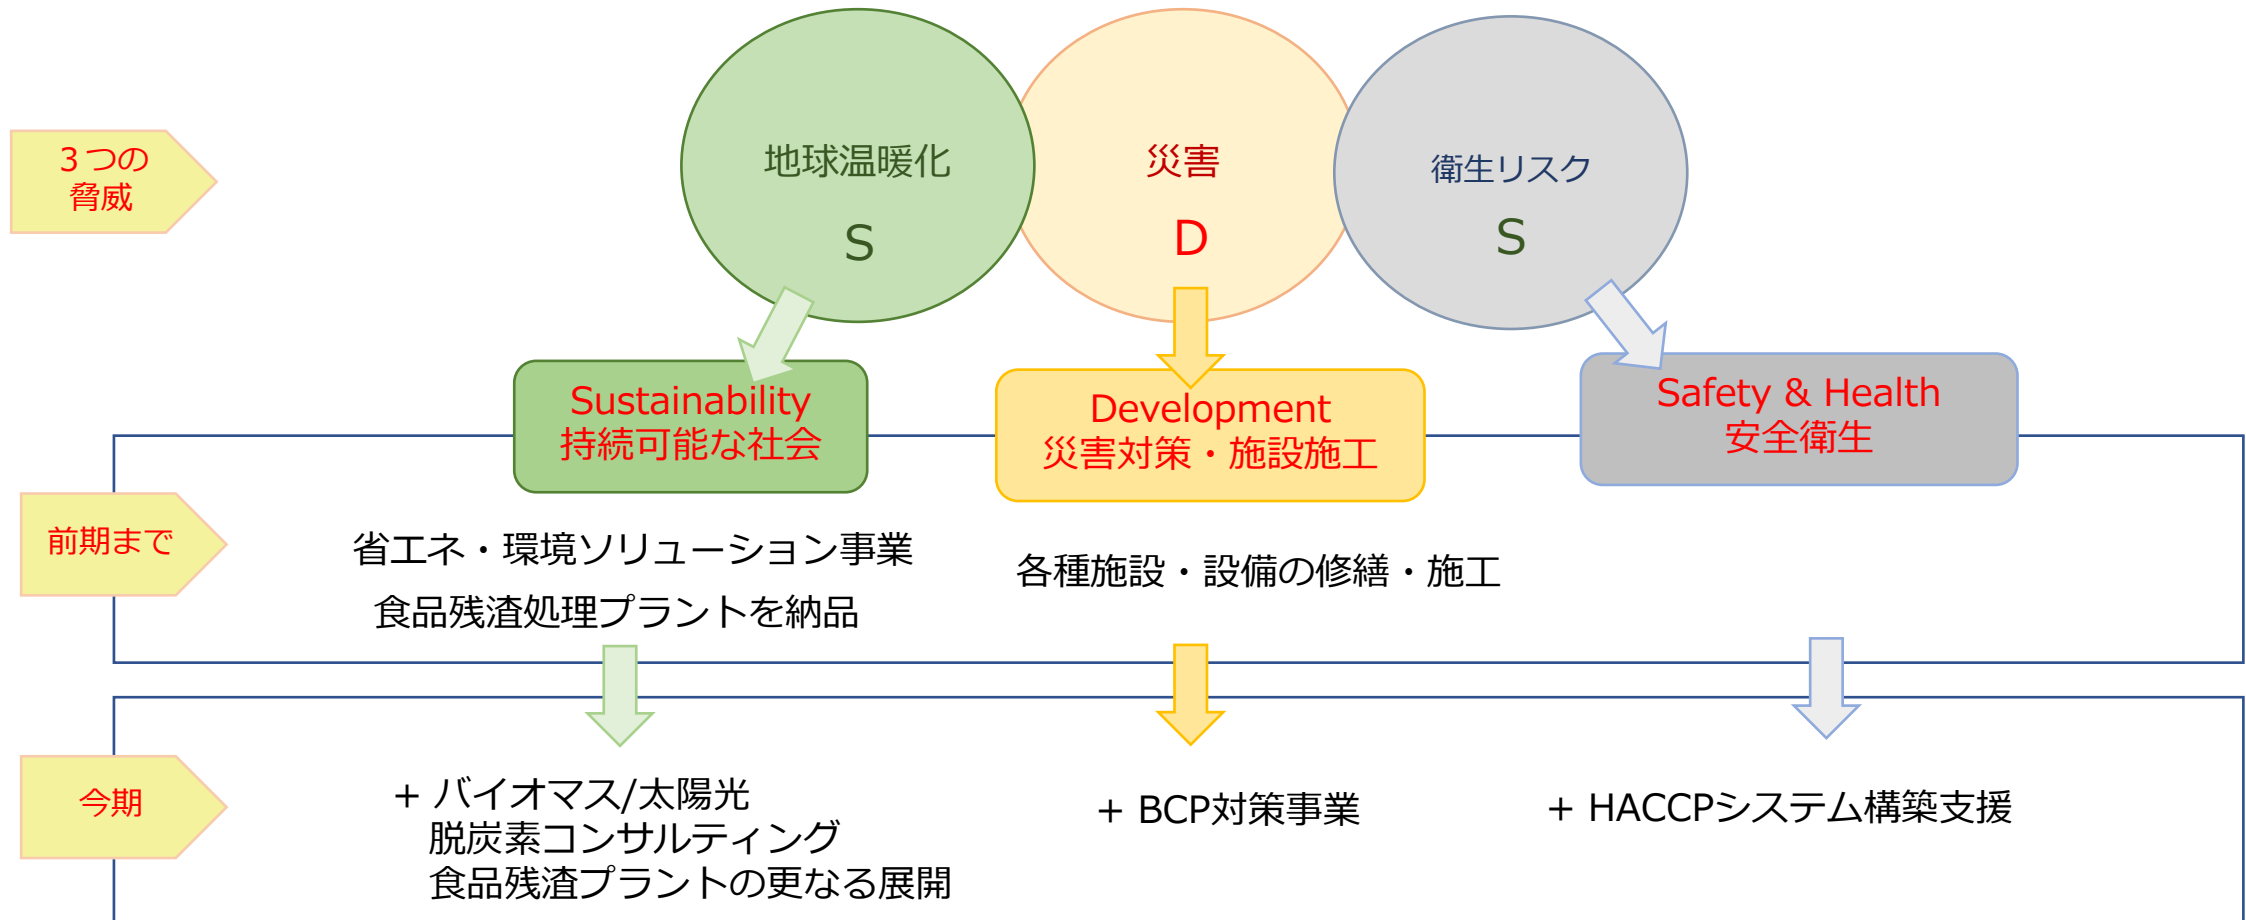 ３つの
脅威
地球温暖化
S
災害
D
衛生リスク
S
Sustainability
持続可能な社会
Development
災害対策・施設施工
Safety & Health
安全衛生
前期まで
省エネ・環境ソリューション事業
食品残渣処理プラントを納品
各種施設・設備の修繕・施工
今期
+ バイオマス/太陽光
脱炭素コンサルティング
食品残渣プラントの更なる展開
+ BCP対策事業
+ HACCPシステム構築支援